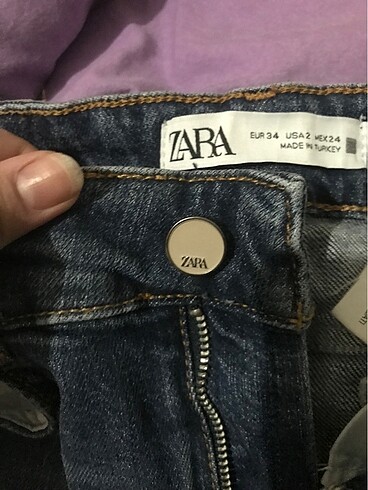 ZARA
EUR 34 USA 2 MEX 24
MADE IN TURKEY
ZARA